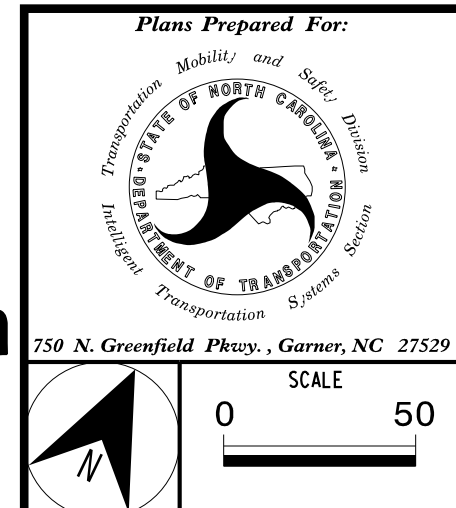 Plans Prepared For:
Transportation Mobility and Safety Division
STATE OF NORTH CAROLINA
DEPARTMENT OF TRANSPORTATION
Intelligent Transportation Systems Section
750 N. Greenfield Pkwy. , Garner, NC 27529
N
SCALE
0 50